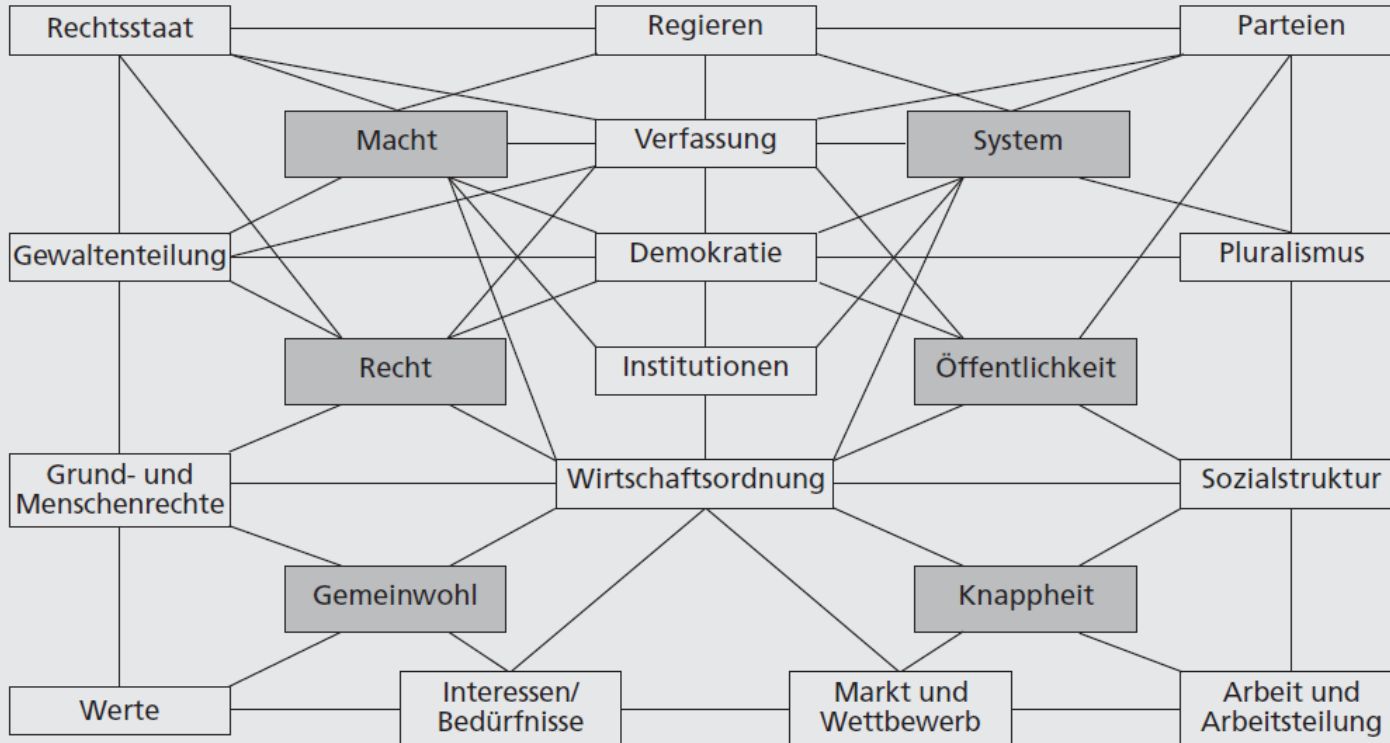 Rechtsstaat
Regieren
Parteien
Macht
Verfassung
System
Gewaltenteilung
Demokratie
Pluralismus
Recht
Institutionen
Öffentlichkeit
Grund- und
Menschenrechte
Wirtschaftsordnung
Sozialstruktur
Gemeinwohl
Knappheit
Werte
Interessen/
Bedürfnisse
Markt und
Wettbewerb
Arbeit und
Arbeitsteilung